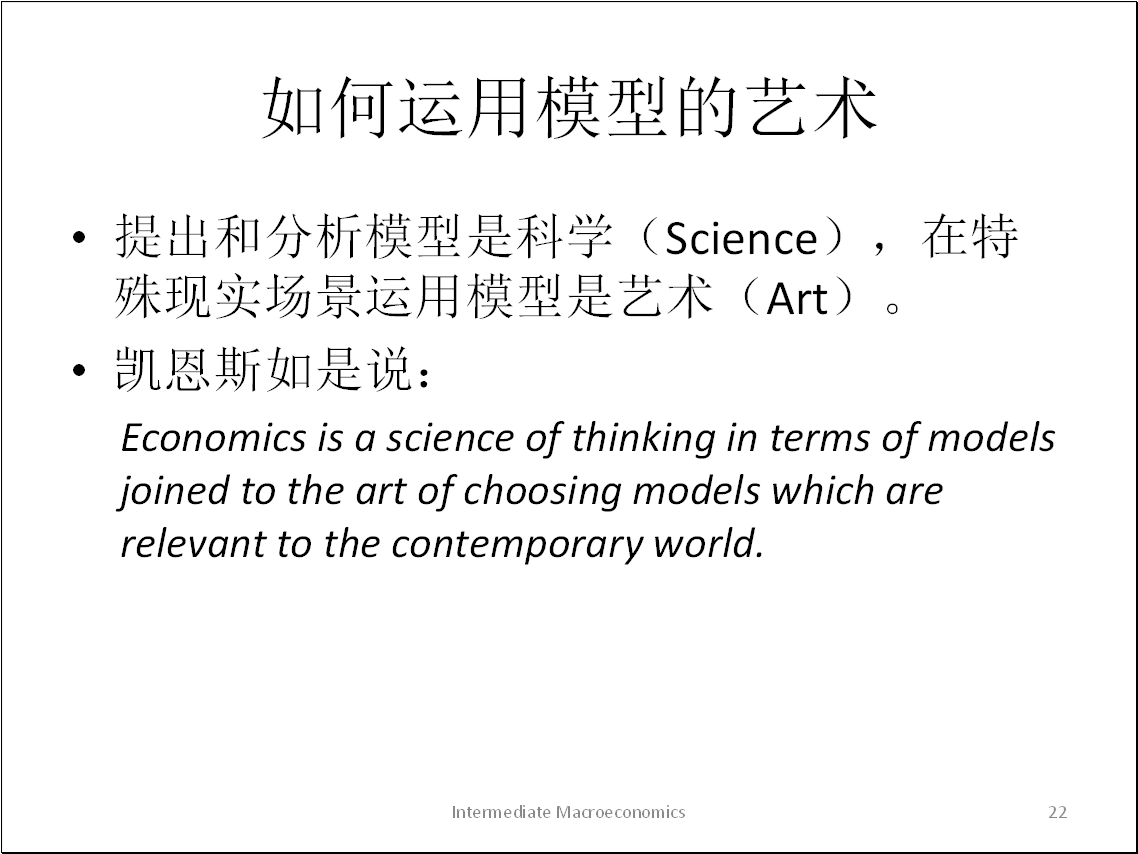 如何运用模型的艺术
• 提出和分析模型是科学（Science），在特
殊现实场景运用模型是艺术（Art）。
• 凯恩斯如是说：
Economics is a science of thinking in terms of models
joined to the art of choosing models which are
relevant to the contemporary world.
Intermediate Macroeconomics
22